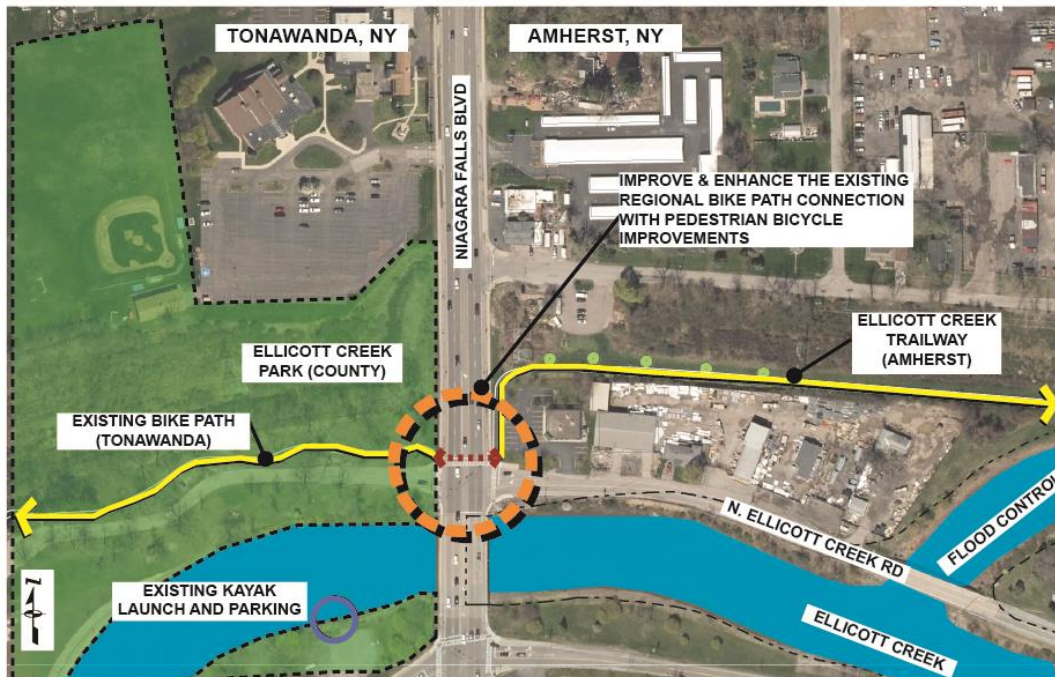 TONAWANDA, NY
AMHERST, NY
NIAGARA FALLS BLVD
IMPROVE & ENHANCE THE EXISTING
REGIONAL BIKE PATH CONNECTION
WITH PEDESTRIAN BICYCLE
IMPROVEMENTS
ELLICOTT CREEK
PARK (COUNTY)
ELLICOTT CREEK
TRAILWAY
(AMHERST)
EXISTING BIKE PATH
(TONAWANDA)
N. ELLICOTT CREEK RD
FLOOD CONTROL
EXISTING KAYAK
LAUNCH AND PARKING
ELLICOTT CREEK